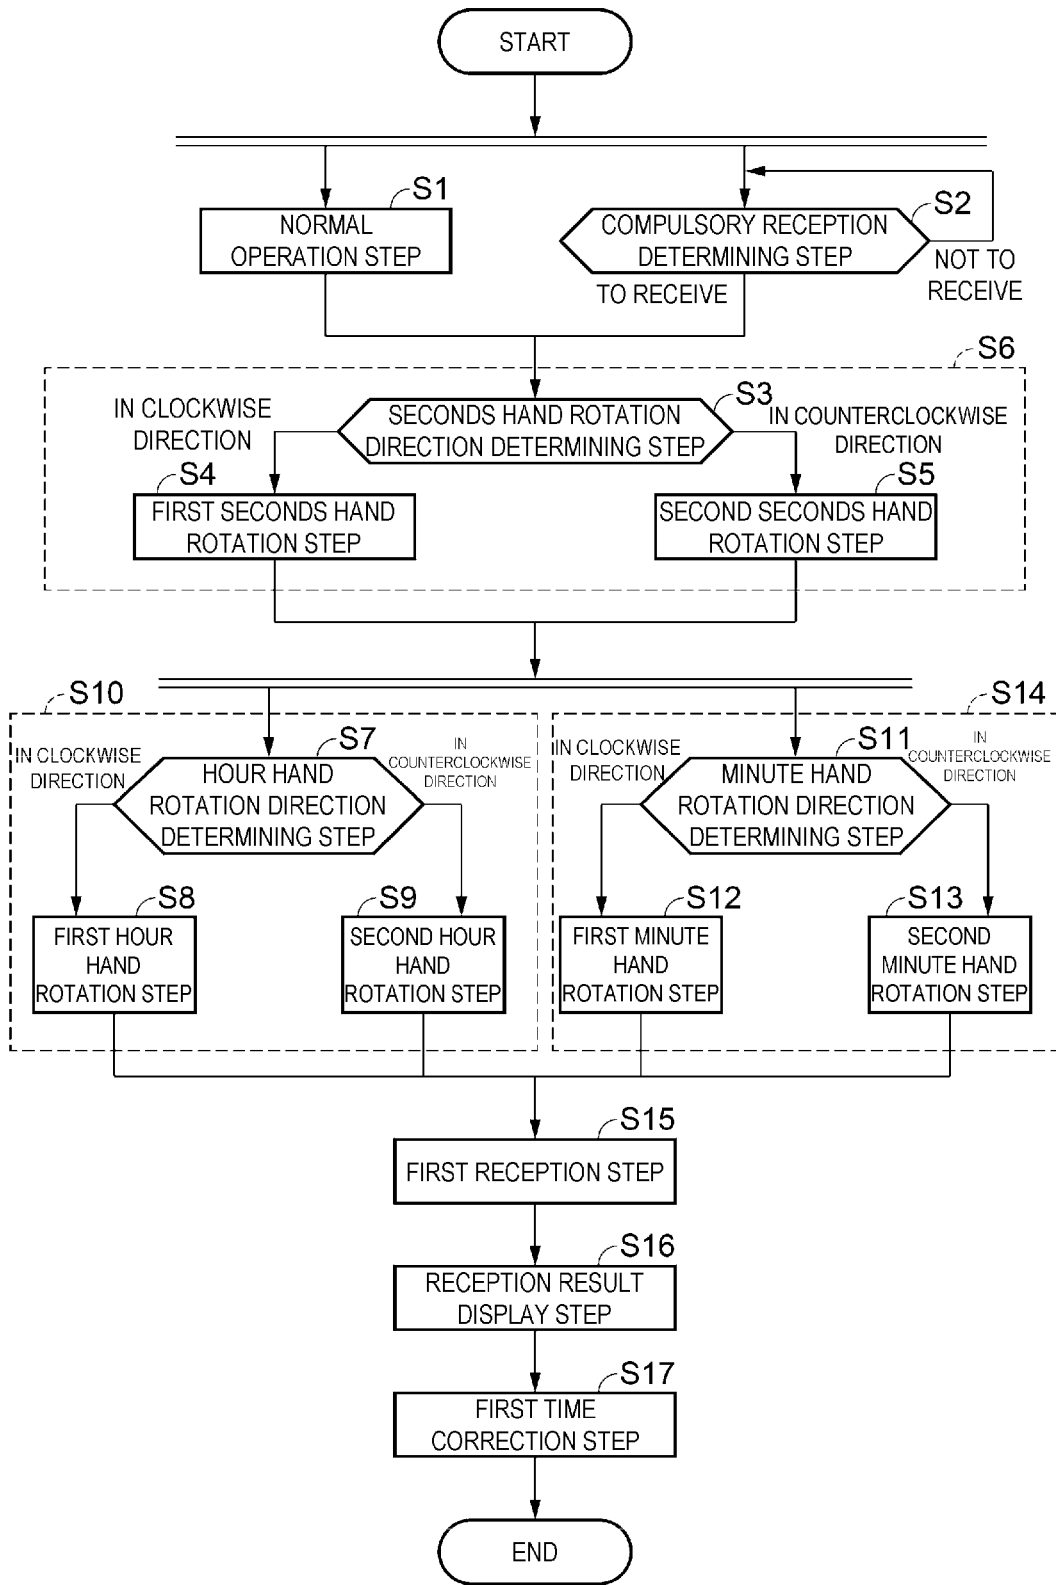 START
S1
NORMAL
OPERATION STEP
S2
COMPULSORY RECEPTION
DETERMINING STEP
NOT TO
RECEIVE
TO RECEIVE
S6
S3
SECONDS HAND ROTATION
DIRECTION DETERMINING STEP
IN CLOCKWISE
DIRECTION
IN COUNTERCLOCKWISE
DIRECTION
S4
FIRST SECONDS HAND
ROTATION STEP
S5
SECOND SECONDS HAND
ROTATION STEP
S10
S7
IN CLOCKWISE
DIRECTION
HOUR HAND
ROTATION DIRECTION
DETERMINING STEP
IN
COUNTERCLOCKWISE
DIRECTION
S8
FIRST HOUR
HAND
ROTATION STEP
S9
SECOND HOUR
HAND
ROTATION STEP
S14
S11
IN CLOCKWISE
DIRECTION
MINUTE HAND
ROTATION DIRECTION
DETERMINING STEP
IN
COUNTERCLOCKWISE
DIRECTION
S12
FIRST MINUTE
HAND
ROTATION STEP
S13
SECOND
MINUTE HAND
ROTATION STEP
S15
FIRST RECEPTION STEP
S16
RECEPTION RESULT
DISPLAY STEP
S17
FIRST TIME
CORRECTION STEP
END